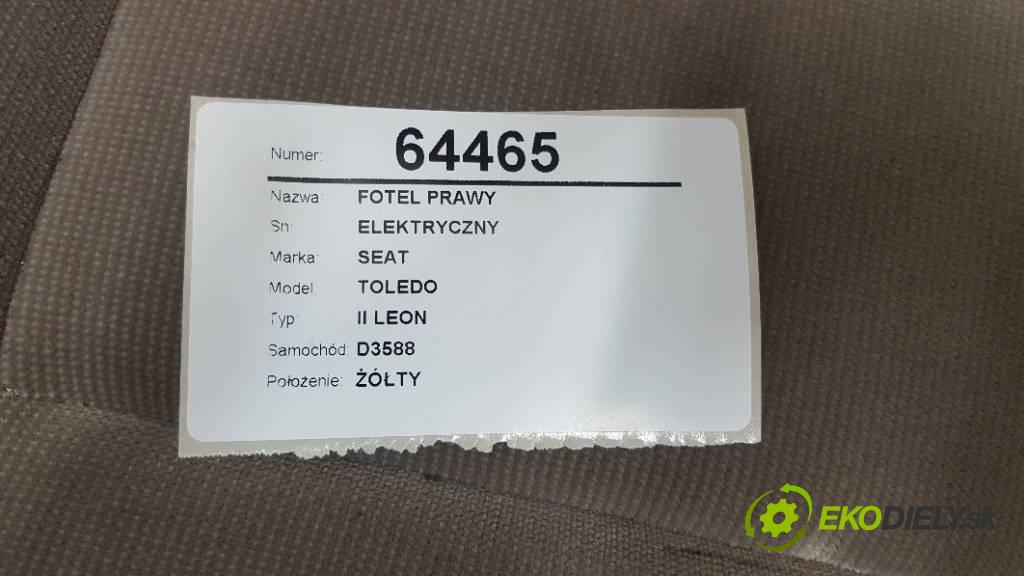 Numer: 64465
Nazwa: FOTEL PRAWY
Sn: ELEKTRYCZNY
Marka: SEAT
Model: TOLEDO
Typ: II LEON
Samochód: D3588
Położenie: ŻÓŁTY
EKODIELY.sk